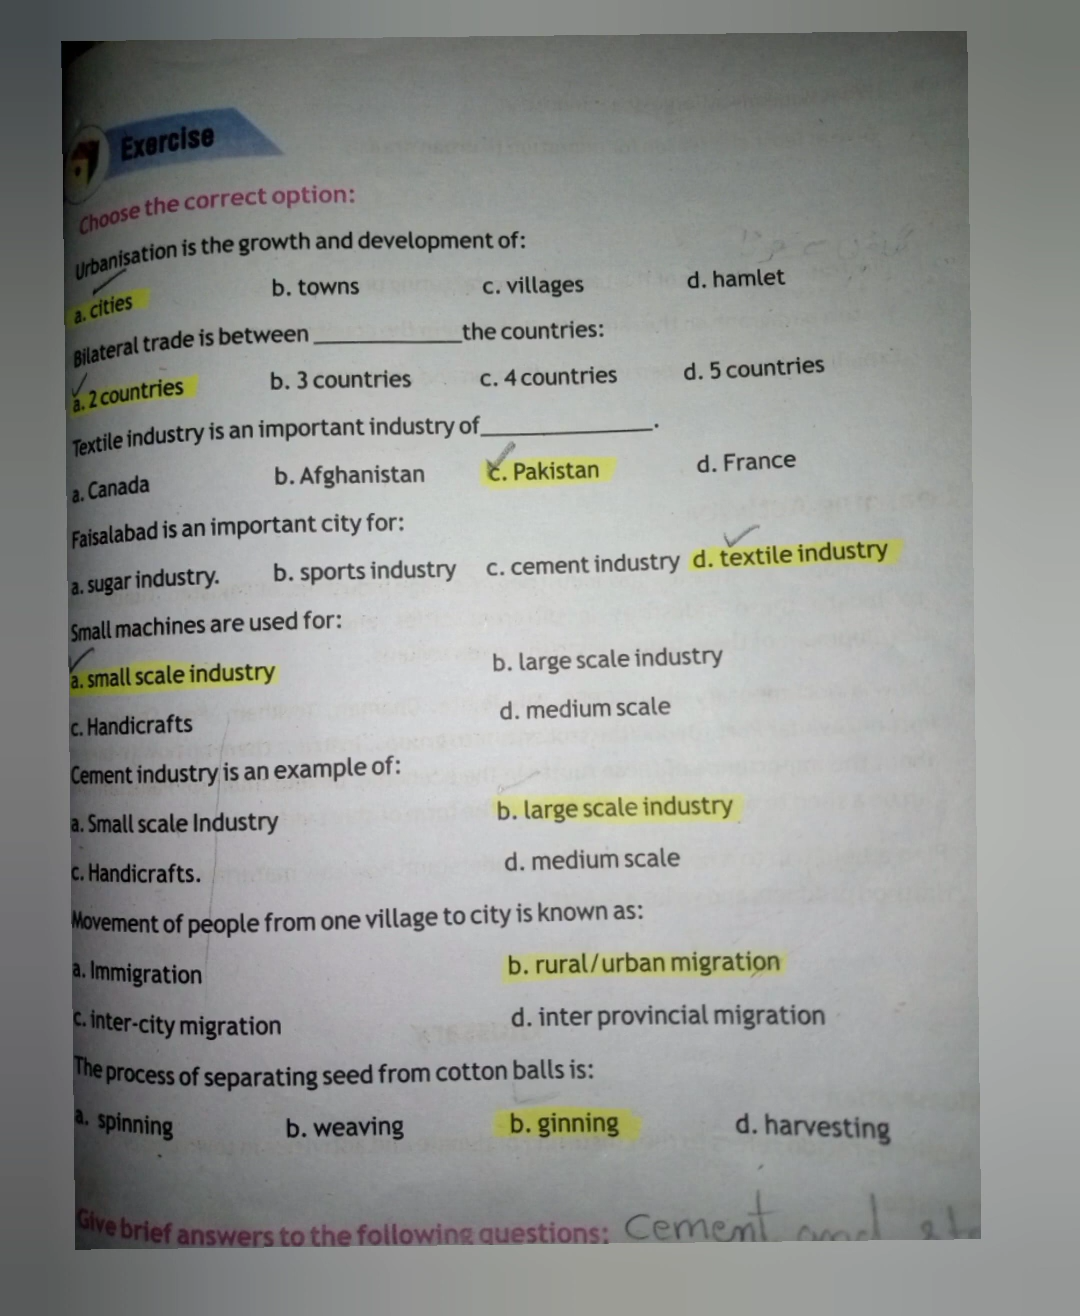 Exercise
Choose the correct option:
Urbanisation is the growth and development of:
a. cities b. towns c. villages d. hamlet
Bilateral trade is between ____________ the countries:
a. 2 countries b. 3 countries c. 4 countries d. 5 countries
Textile industry is an important industry of ______________.
a. Canada b. Afghanistan c. Pakistan d. France
Faisalabad is an important city for:
a. sugar industry. b. sports industry c. cement industry d. textile industry
Small machines are used for:
a. small scale industry b. large scale industry
c. Handicrafts d. medium scale
Cement industry is an example of:
a. Small scale Industry b. large scale industry
c. Handicrafts. d. medium scale
Movement of people from one village to city is known as:
a. Immigration b. rural/urban migration
c. inter-city migration d. inter provincial migration
The process of separating seed from cotton balls is:
a. spinning b. weaving b. ginning d. harvesting
Give brief answers to the following questions: Cement and